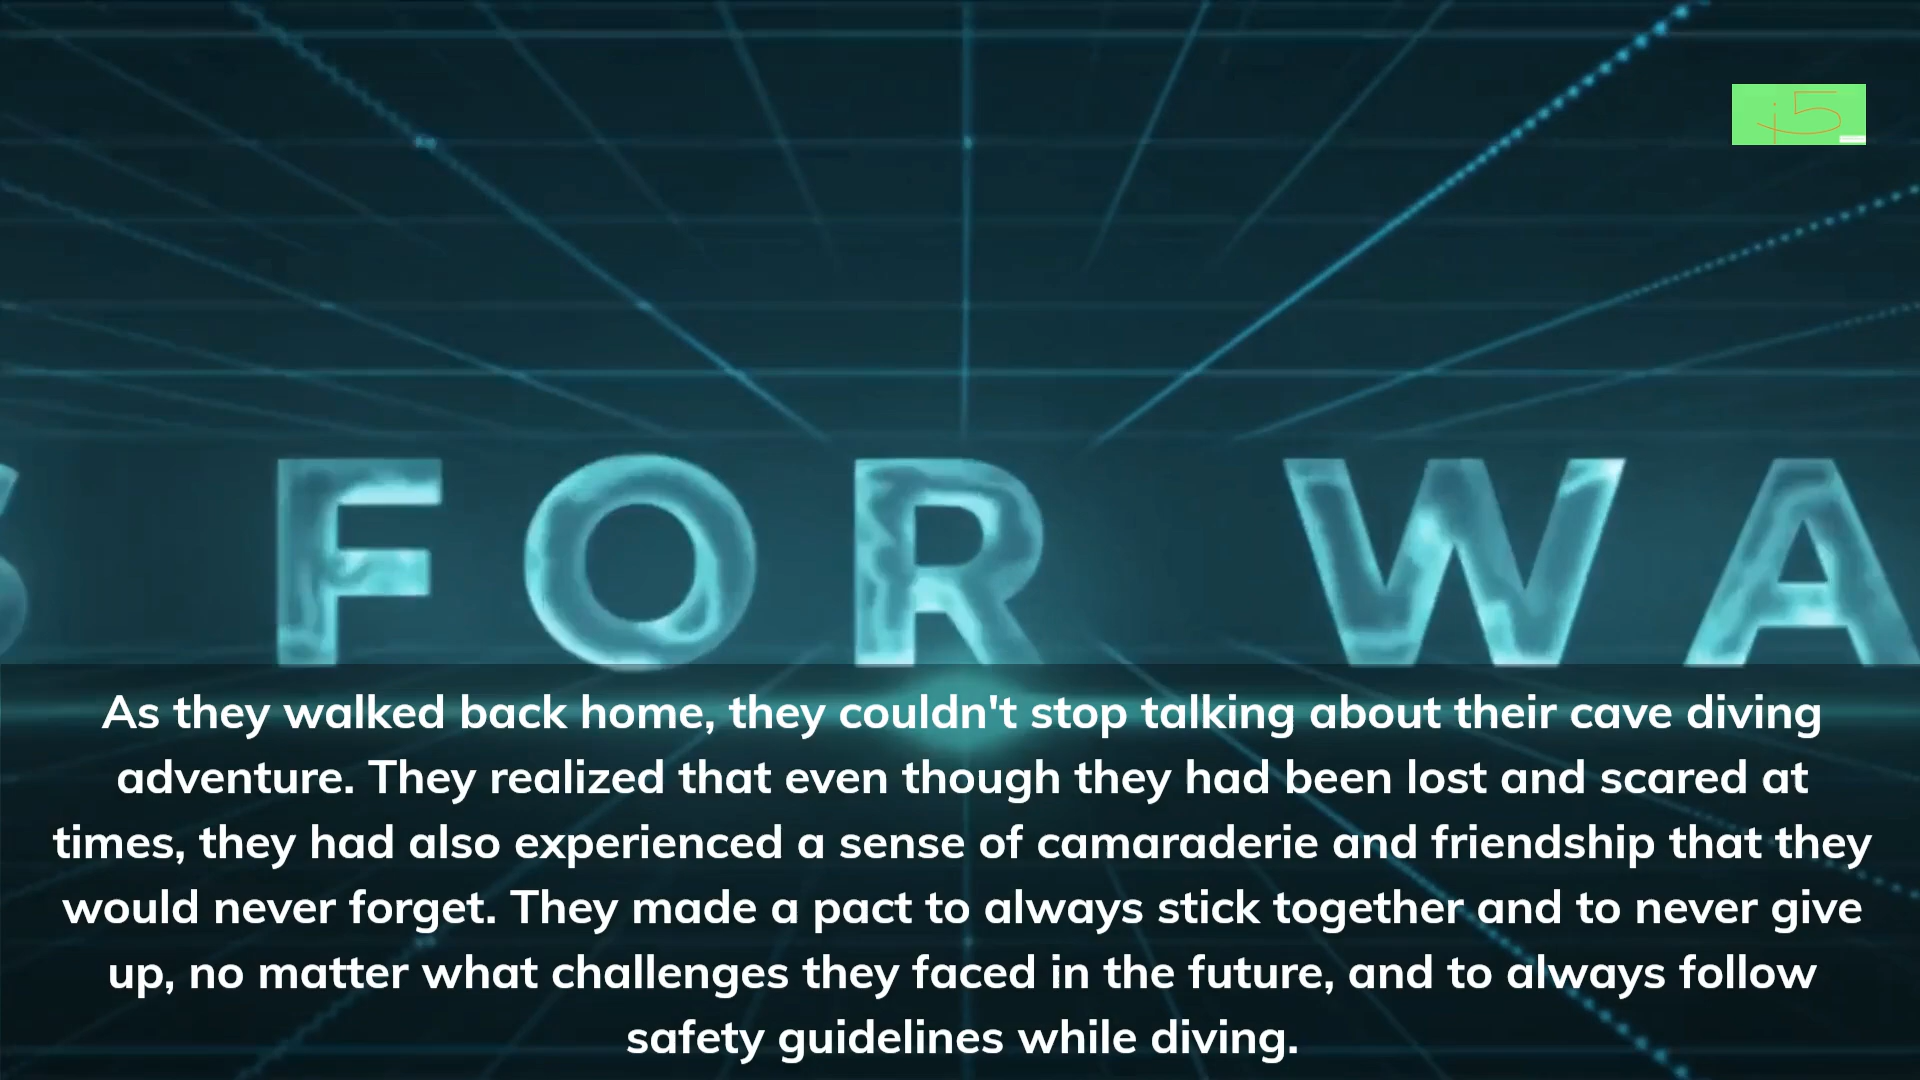 i5
S FOR WA
As they walked back home, they couldn't stop talking about their cave diving
adventure. They realized that even though they had been lost and scared at
times, they had also experienced a sense of camaraderie and friendship that they
would never forget. They made a pact to always stick together and to never give
up, no matter what challenges they faced in the future, and to always follow
safety guidelines while diving.